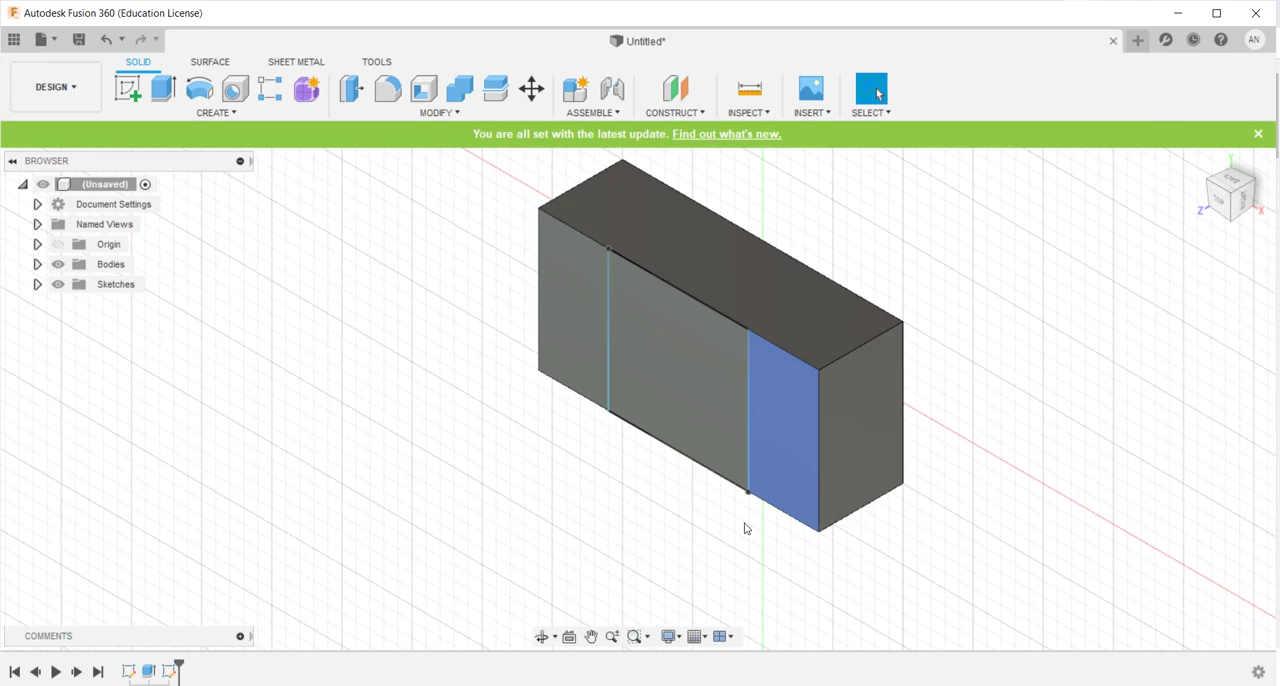 Autodesk Fusion 360 (Education License)
Untitled*
AN
SOLID SURFACE SHEET METAL TOOLS
DESIGN
CREATE MODIFY ASSEMBLE CONSTRUCT INSPECT INSERT SELECT
You are all set with the latest update. Find out what's new.
BROWSER
(Unsaved)
Document Settings
Named Views
Origin
Bodies
Sketches
Y
TOP
RIGHT
Z
X
COMMENTS